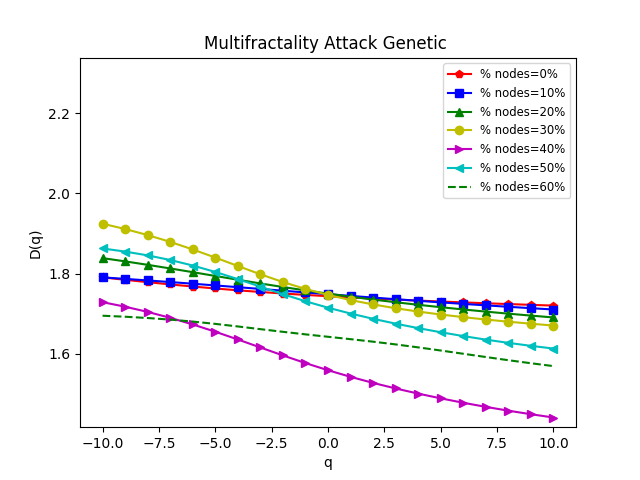 Multifractality Attack Genetic
% nodes=0%
% nodes=10%
% nodes=20%
% nodes=30%
% nodes=40%
% nodes=50%
% nodes=60%
D(q)
2.2
2.0
1.8
1.6
−10.0 −7.5 −5.0 −2.5 0.0 2.5 5.0 7.5 10.0
q